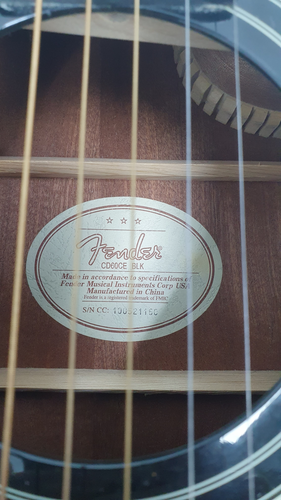 Fender
CD60CE BLK
Made in accordance to specifications of
Fender Musical Instruments Corp USA
Manufactured in China
Fender is a registered trademark of FMIC
S/N CC: